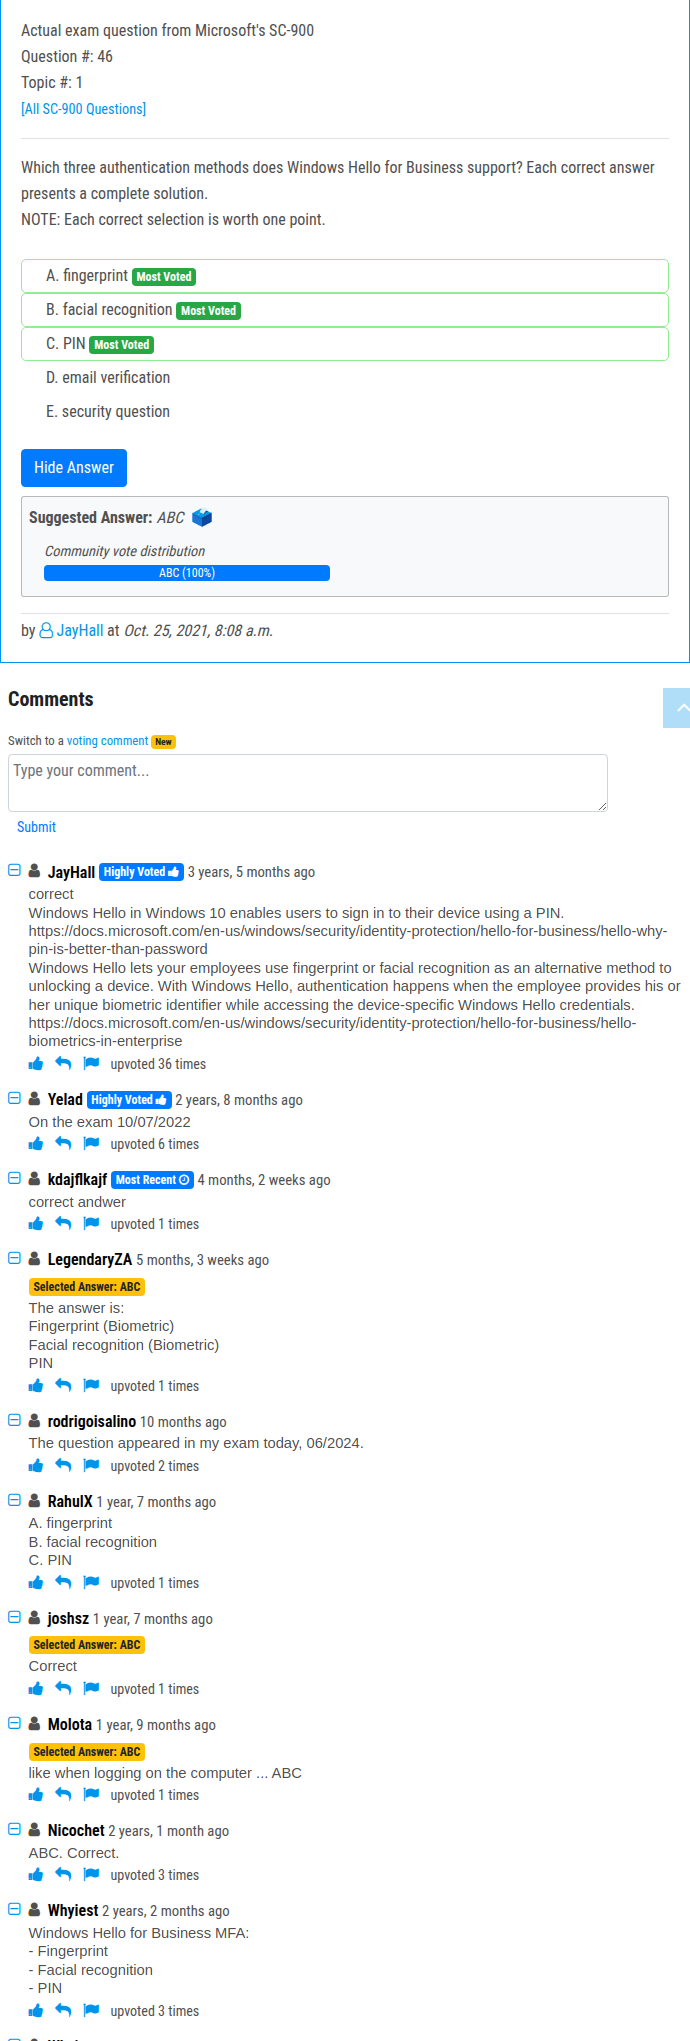 Actual exam question from Microsoft's SC-900
Question #: 46
Topic #: 1
[All SC-900 Questions]
Which three authentication methods does Windows Hello for Business support? Each correct answer
presents a complete solution.
NOTE: Each correct selection is worth one point.
A. fingerprint Most Voted
B. facial recognition Most Voted
C. PIN Most Voted
D. email verification
E. security question
Hide Answer
Suggested Answer: ABC
Community vote distribution
ABC (100%)
by JayHall at Oct. 25, 2021, 8:08 a.m.
Comments
Switch to a voting comment New
Type your comment...
Submit
JayHall Highly Voted 3 years, 5 months ago
correct
Windows Hello in Windows 10 enables users to sign in to their device using a PIN.
https://docs.microsoft.com/en-us/windows/security/identity-protection/hello-for-business/hello-why-
pin-is-better-than-password
Windows Hello lets your employees use fingerprint or facial recognition as an alternative method to
unlocking a device. With Windows Hello, authentication happens when the employee provides his or
her unique biometric identifier while accessing the device-specific Windows Hello credentials.
https://docs.microsoft.com/en-us/windows/security/identity-protection/hello-for-business/hello-
biometrics-in-enterprise
upvoted 36 times
Yelad Highly Voted 2 years, 8 months ago
On the exam 10/07/2022
upvoted 6 times
kdajflkajf Most Recent 4 months, 2 weeks ago
correct andwer
upvoted 1 times
LegendaryZA 5 months, 3 weeks ago
Selected Answer: ABC
The answer is:
Fingerprint (Biometric)
Facial recognition (Biometric)
PIN
upvoted 1 times
rodrigoisalino 10 months ago
The question appeared in my exam today, 06/2024.
upvoted 2 times
RahulX 1 year, 7 months ago
A. fingerprint
B. facial recognition
C. PIN
upvoted 1 times
joshsz 1 year, 7 months ago
Selected Answer: ABC
Correct
upvoted 1 times
Molota 1 year, 9 months ago
Selected Answer: ABC
like when logging on the computer ... ABC
upvoted 1 times
Nicochet 2 years, 1 month ago
ABC. Correct.
upvoted 3 times
Whyiest 2 years, 2 months ago
Windows Hello for Business MFA:
- Fingerprint
- Facial recognition
- PIN
upvoted 3 times